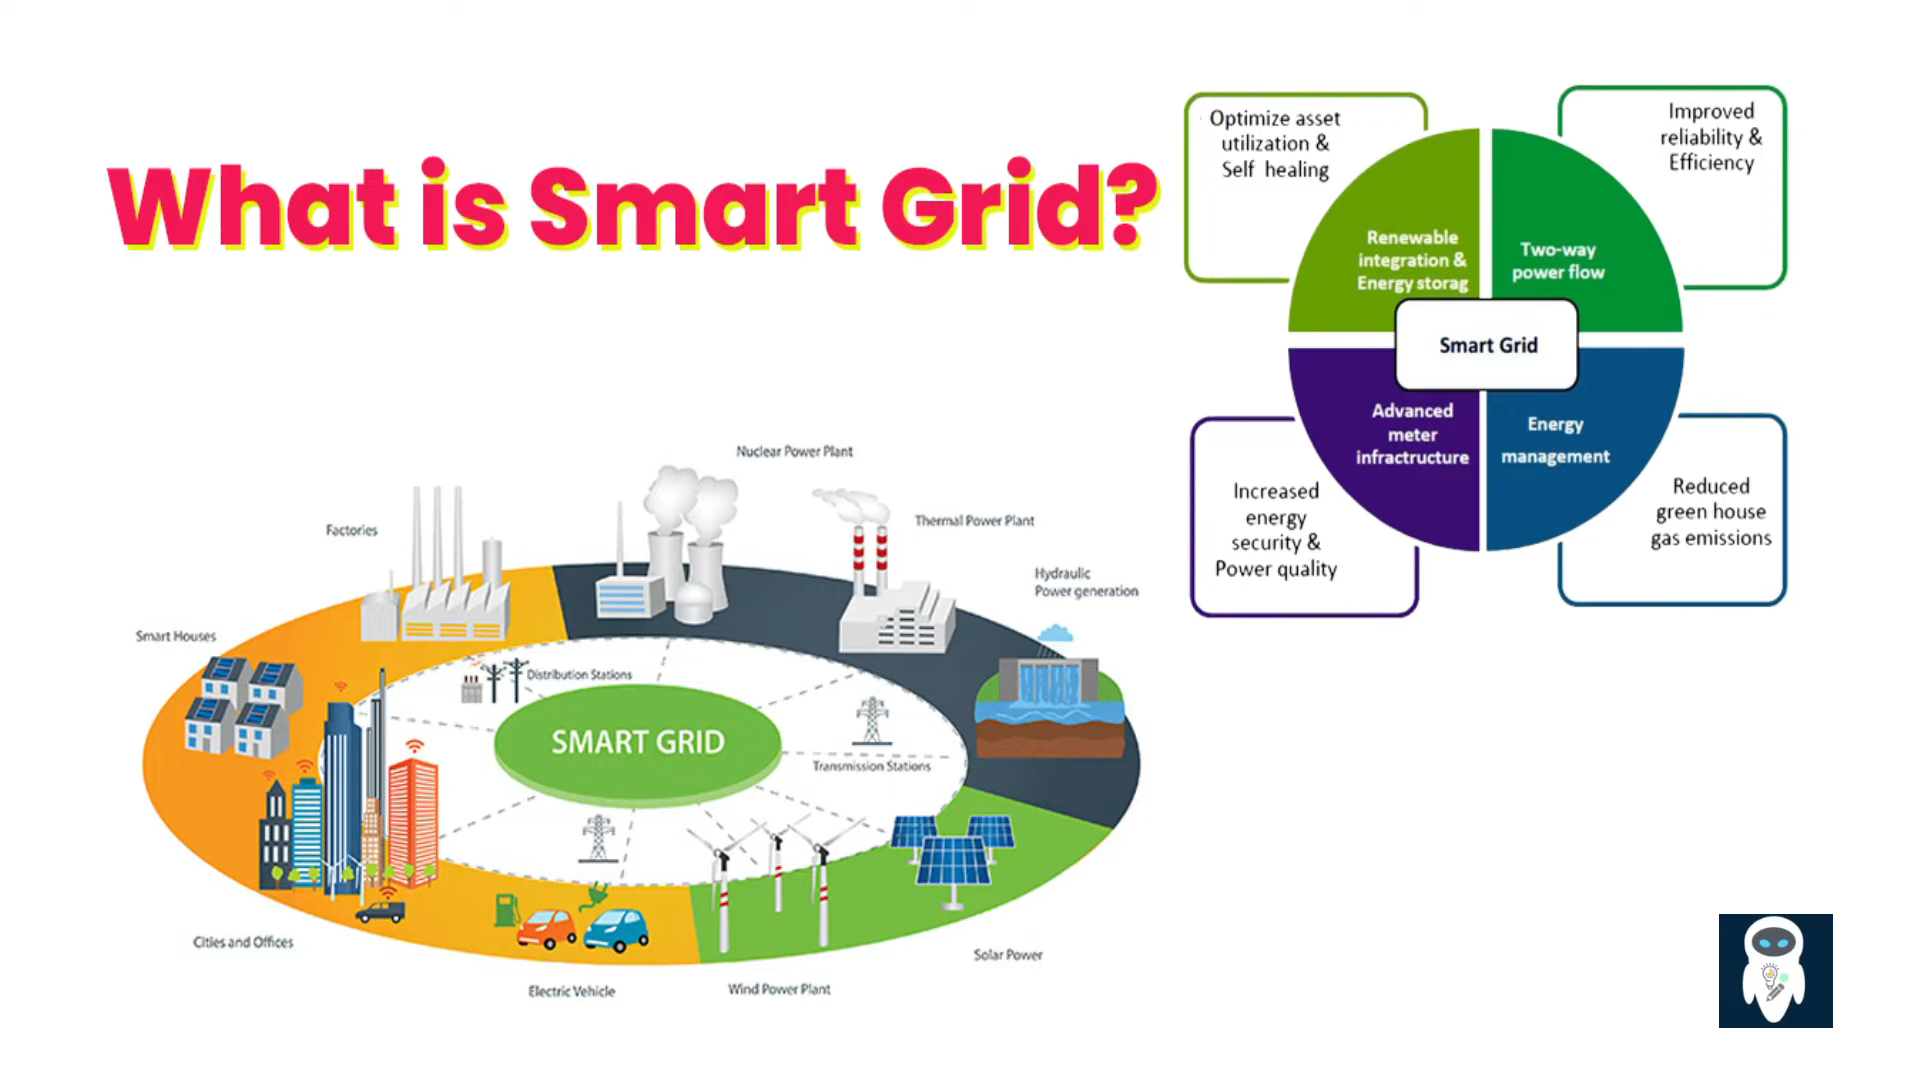 What is Smart Grid?
Optimize asset
utilization &
Self healing
Improved
reliability &
Efficiency
Renewable
integration &
Energy storag
Two-way
power flow
Smart Grid
Advanced
meter
infractructure
Energy
management
Increased
energy
security &
Power quality
Reduced
green house
gas emissions
Nuclear Power Plant
Thermal Power Plant
Factories
Hydraulic
Power generation
Smart Houses
Distribution Stations
SMART GRID
Transmission Stations
Cities and Offices
Electric Vehicle
Wind Power Plant
Solar Power